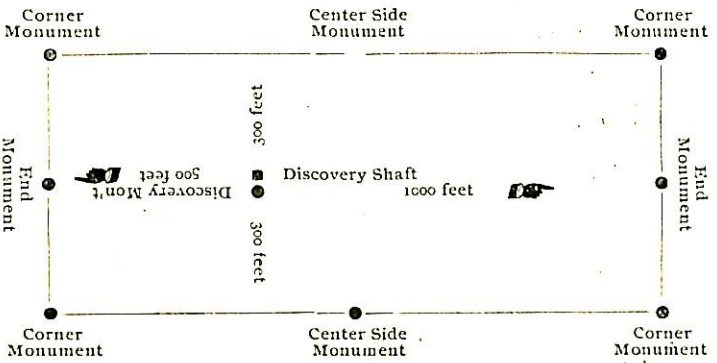 Corner
Monument
Center Side
Monument
Corner
Monument
300 feet
End
Monument
500 feet
Discovery Mon't
Discovery Shaft
1000 feet
End
Monument
300 feet
Corner
Monument
Center Side
Monument
Corner
Monument